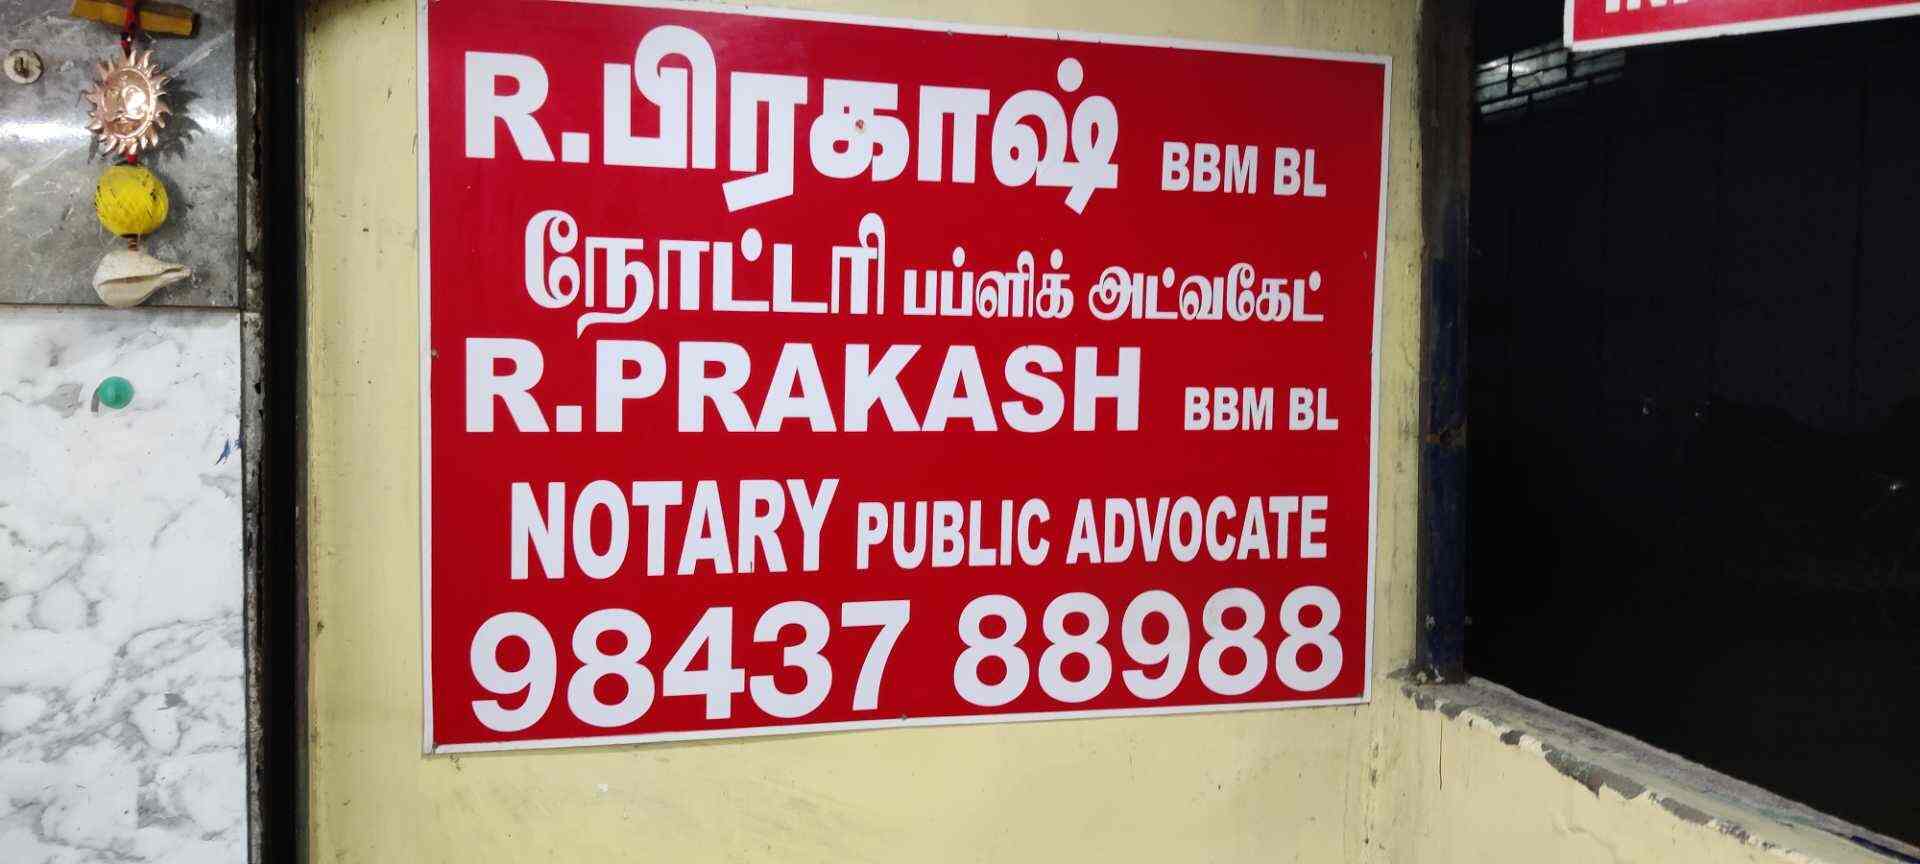 R.பிரகாஷ் BBM BL
நோட்டரி பப்ளிக் அட்வகேட்
R.PRAKASH BBM BL
NOTARY PUBLIC ADVOCATE
98437 88988